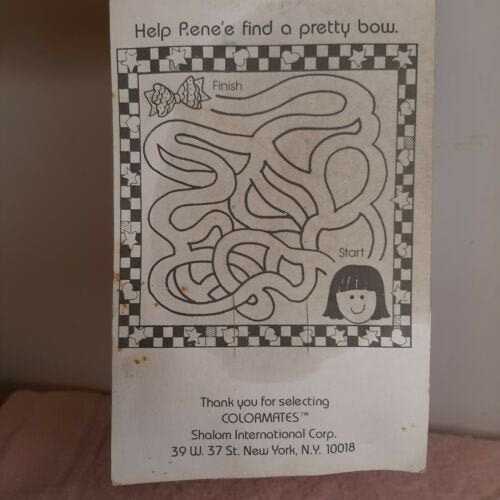 Help Rene'e find a pretty bow.
Finish
Start
Thank you for selecting
COLORMATES™
Shalom International Corp.
39 W. 37 St. New York, N.Y. 10018